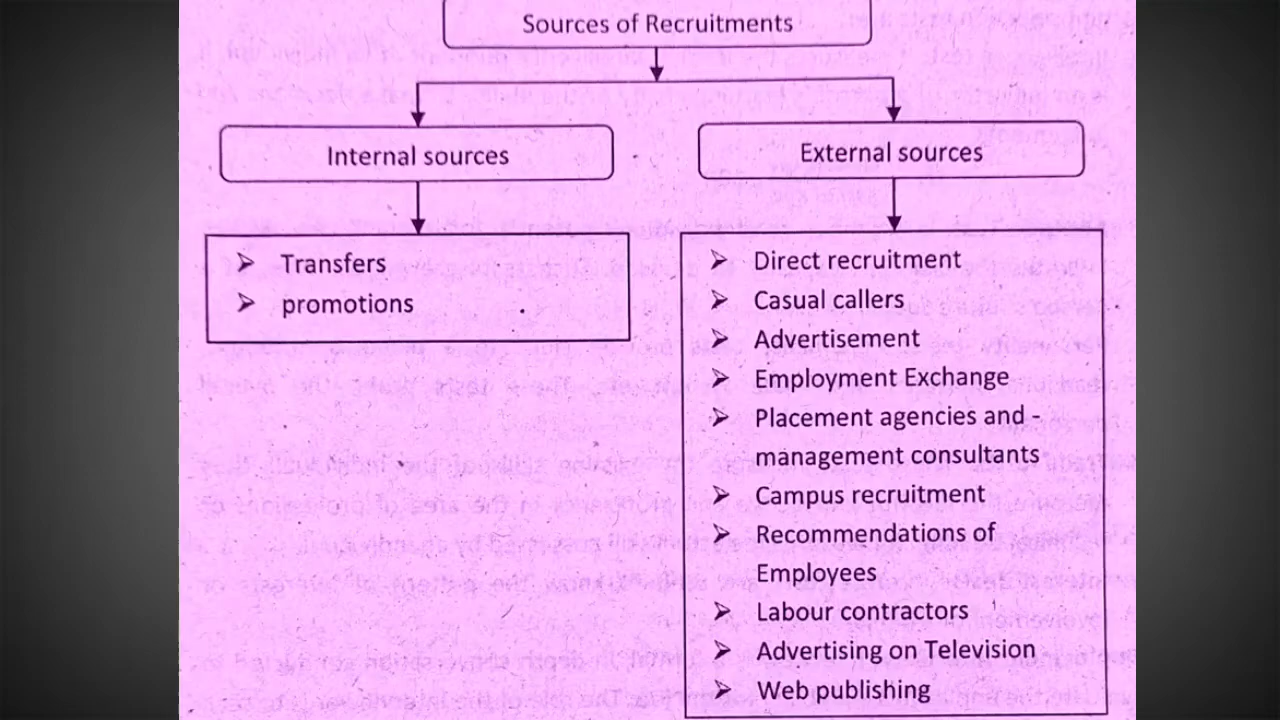 Sources of Recruitments
Internal sources
External sources
➢ Transfers
➢ promotions
➢ Direct recruitment
➢ Casual callers
➢ Advertisement
➢ Employment Exchange
➢ Placement agencies and -
management consultants
➢ Campus recruitment
➢ Recommendations of
Employees
➢ Labour contractors
➢ Advertising on Television
➢ Web publishing